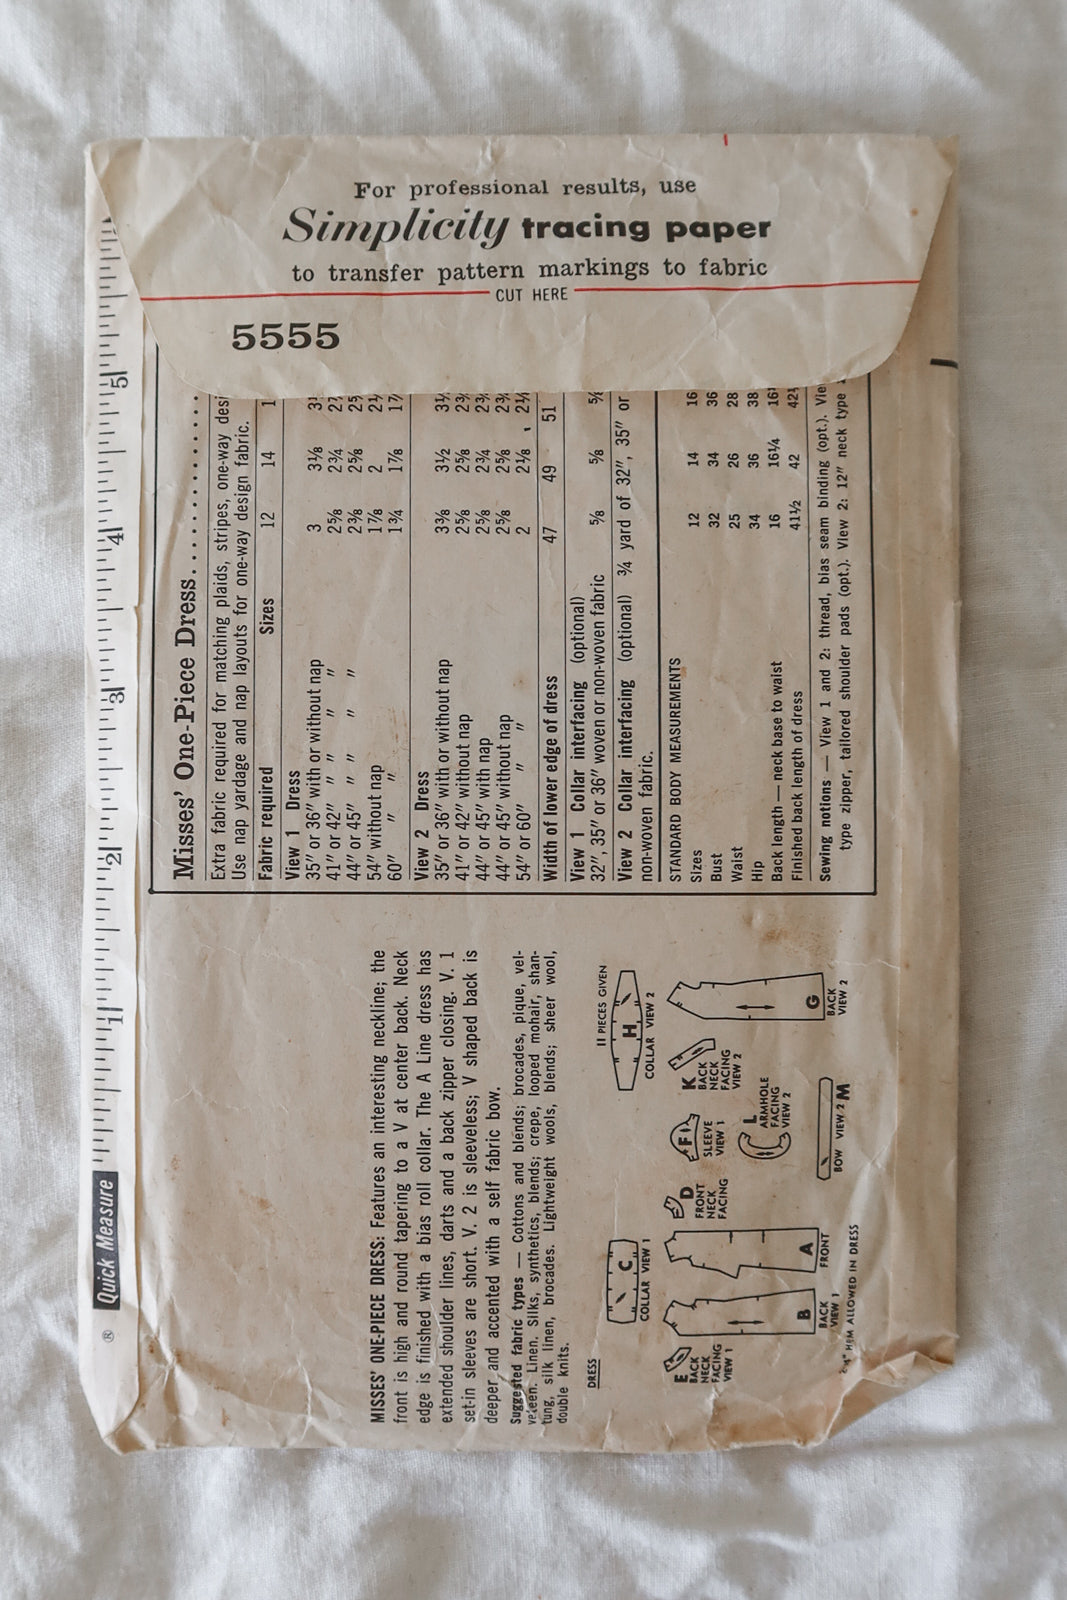 For professional results, use
Simplicity tracing paper
to transfer pattern markings to fabric
CUT HERE
5555
Quick Measure
®
1
2
3
4
5
Misses' One-Piece Dress..............
Extra fabric required for matching plaids, stripes, one-way
Use nap yardage and nap layouts for one-way design fabric.
Fabric required Sizes 12 14
View 1 Dress
35" or 36" with or without nap 3 3⅛
41" or 42" " " " " 2⅝ 2¾
44" or 45" " " " " 2⅜ 2⅝
54" without nap 1⅞ 2
60" " " 1¾ 1⅞
View 2 Dress
35" or 36" with or without nap 3⅜ 3½
41" or 42" without nap 2⅝ 2⅝
44" or 45" with nap 2⅝ 2¾
44" or 45" without nap 2⅝ 2⅝
54" or 60" " " 2 2⅛
Width of lower edge of dress 47 49 51
View 1 Collar interfacing (optional)
32", 35" or 36" woven or non-woven fabric ⅝ ⅝
View 2 Collar interfacing (optional) ¾ yard of 32", 35" or
non-woven fabric.
STANDARD BODY MEASUREMENTS
Sizes 12 14 16
Bust 32 34 36
Waist 25 26 28
Hip 34 36 38
Back length — neck base to waist 16 16¼
Finished back length of dress 41½ 42
Sewing notions — View 1 and 2: thread, bias seam binding (opt.).
type zipper, tailored shoulder pads (opt.). View 2: 12" neck type
MISSES' ONE-PIECE DRESS: Features an interesting neckline; the
front is high and round tapering to a V at center back. Neck
edge is finished with a bias roll collar. The A Line dress has
extended shoulder lines, darts and a back zipper closing. V. 1
set-in sleeves are short. V. 2 is sleeveless; V shaped back is
deeper and accented with a self fabric bow.
Suggested fabric types — Cottons and blends; brocades, pique, vel-
veteen. Linen. Silks, synthetics, blends; crepe, looped mohair, shan-
tung, silk linen, brocades. Lightweight wools, blends; sheer wool,
double knits.
DRESS
11 PIECES GIVEN
C
COLLAR VIEW 1
H
COLLAR VIEW 2
E
BACK
NECK
FACING
VIEW 1
B
BACK
VIEW 1
A
FRONT
D
FRONT
NECK
FACING
F
SLEEVE
VIEW 1
K
BACK
NECK
FACING
VIEW 2
L
ARMHOLE
FACING
VIEW 2
G
BACK
VIEW 2
BOW VIEW 2 M
HEM ALLOWED IN DRESS